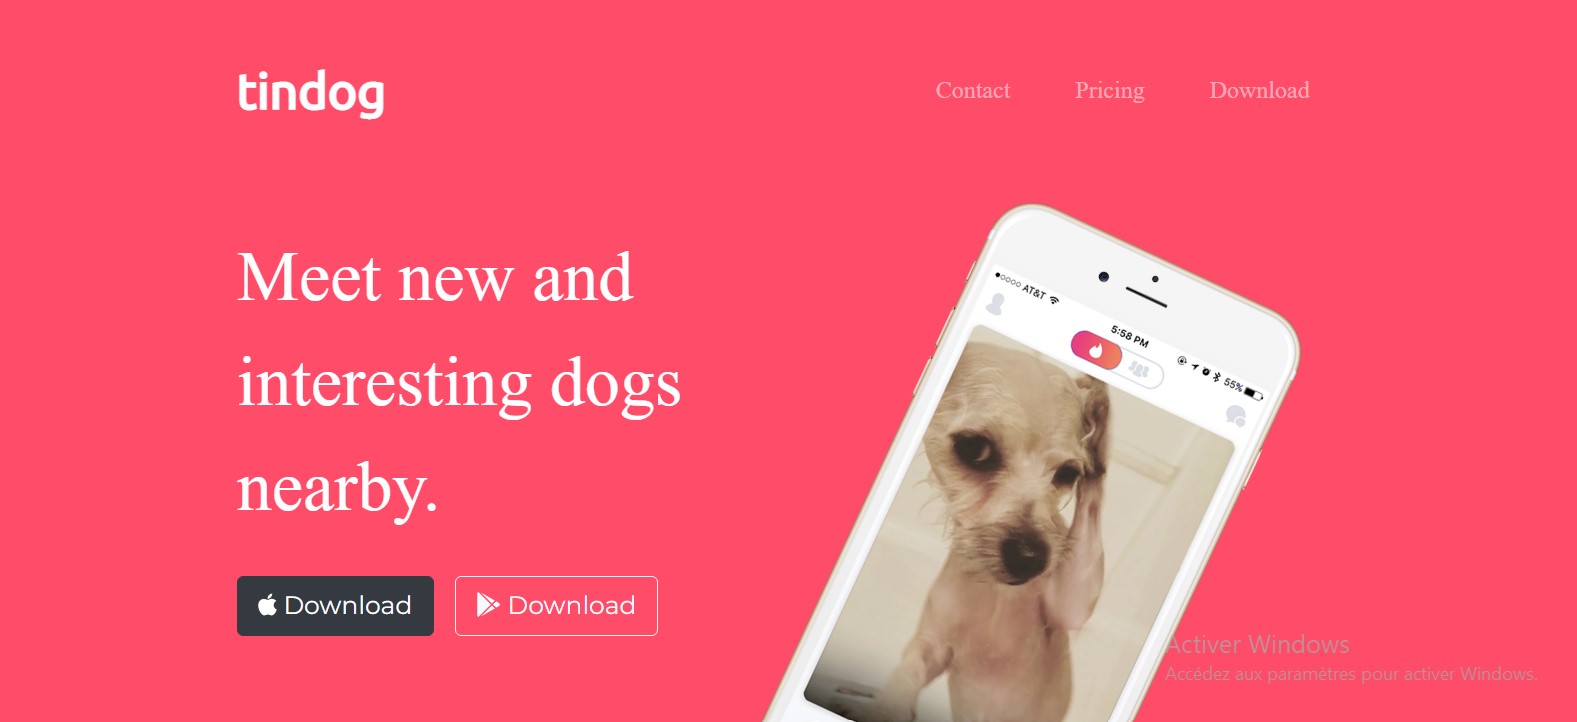 tindog
Contact Pricing Download
Meet new and
interesting dogs
nearby.
Download Download
AT&T
5:58 PM
55%
Activer Windows
Accédez aux paramètres pour activer Windows.